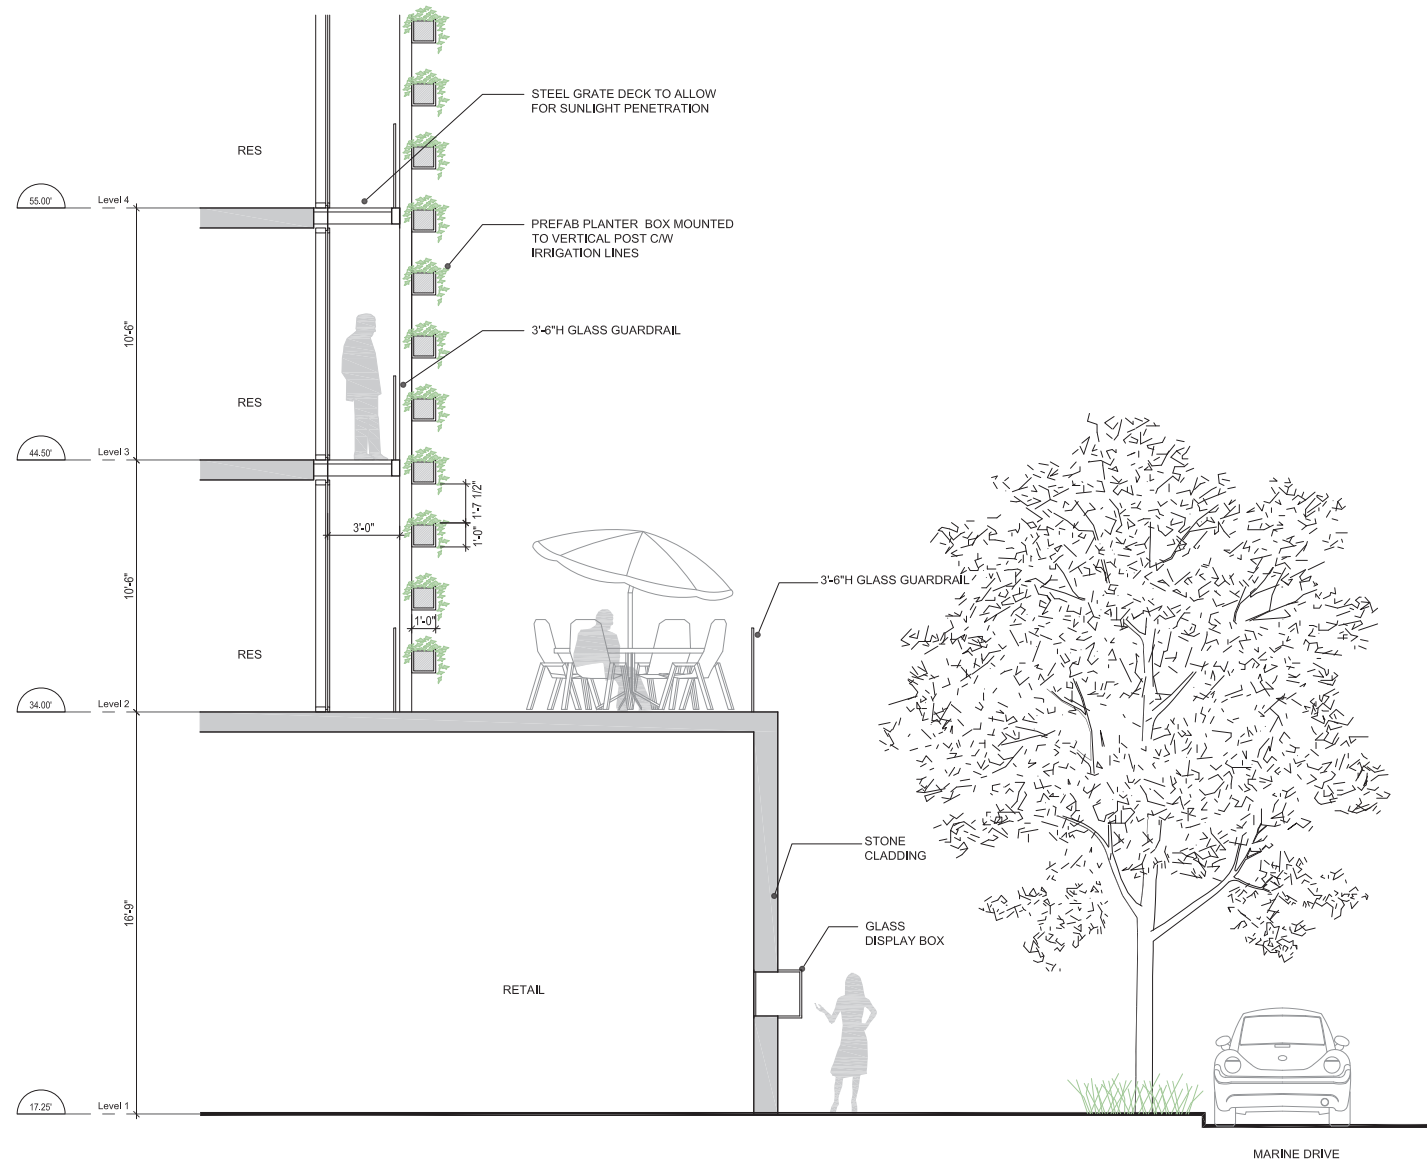 STEEL GRATE DECK TO ALLOW
FOR SUNLIGHT PENETRATION
RES
55.00'
Level 4
PREFAB PLANTER BOX MOUNTED
TO VERTICAL POST C/W
IRRIGATION LINES
10'-6"
3'-6"H GLASS GUARDRAIL
RES
44.50'
Level 3
1'-7 1/2"
3'-0"
1'-0"
10'-6"
3'-6"H GLASS GUARDRAIL
1'-0"
RES
34.00'
Level 2
STONE
CLADDING
16'-9"
GLASS
DISPLAY BOX
RETAIL
17.25'
Level 1
MARINE DRIVE